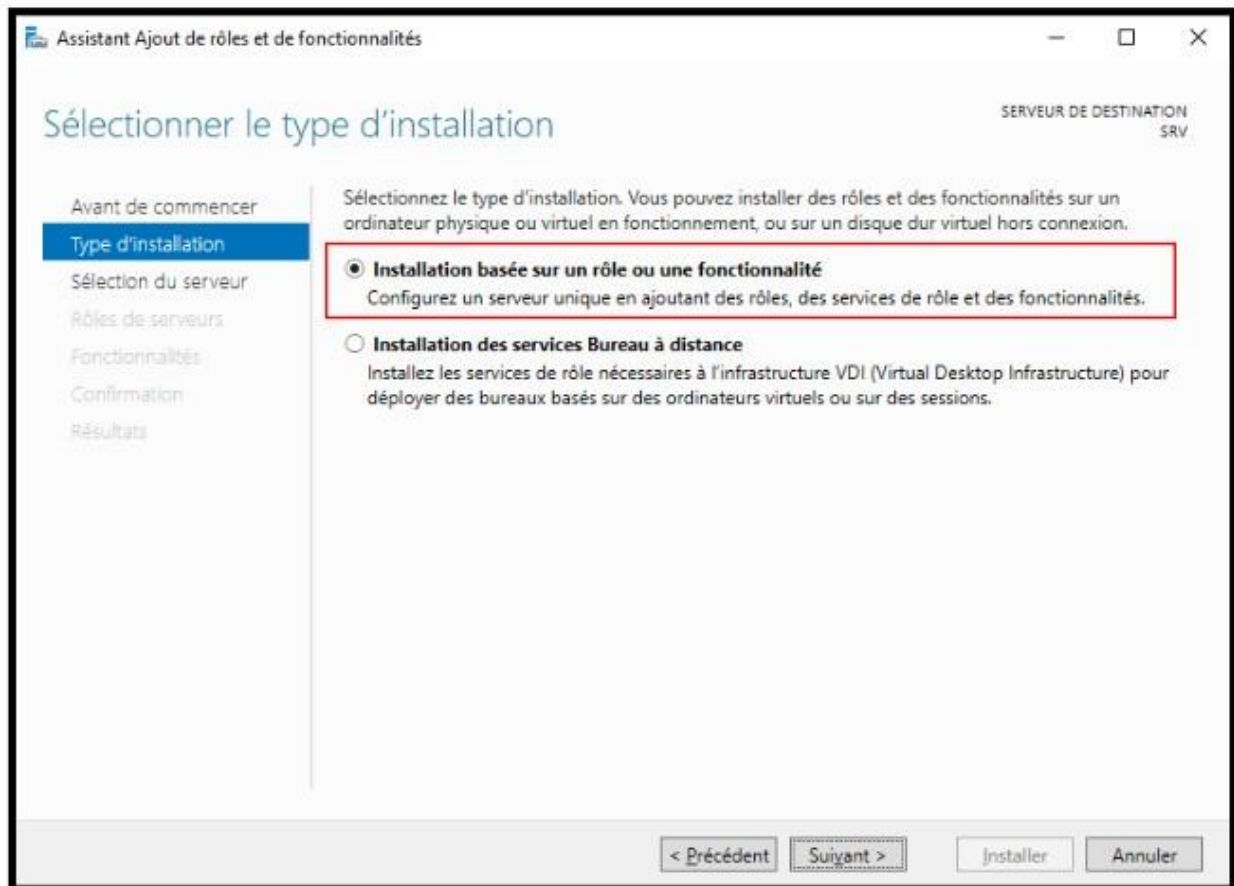 Assistant Ajout de rôles et de fonctionnalités
Sélectionner le type d’installation
SERVEUR DE DESTINATION
SRV
Avant de commencer
Type d’installation
Sélection du serveur
Rôles de serveurs
Fonctionnalités
Confirmation
Résultats
Sélectionnez le type d’installation. Vous pouvez installer des rôles et des fonctionnalités sur un
ordinateur physique ou virtuel en fonctionnement, ou sur un disque dur virtuel hors connexion.
Installation basée sur un rôle ou une fonctionnalité
Configurez un serveur unique en ajoutant des rôles, des services de rôle et des fonctionnalités.
Installation des services Bureau à distance
Installez les services de rôle nécessaires à l’infrastructure VDI (Virtual Desktop Infrastructure) pour
déployer des bureaux basés sur des ordinateurs virtuels ou sur des sessions.
< Précédent
Suivant >
Installer
Annuler